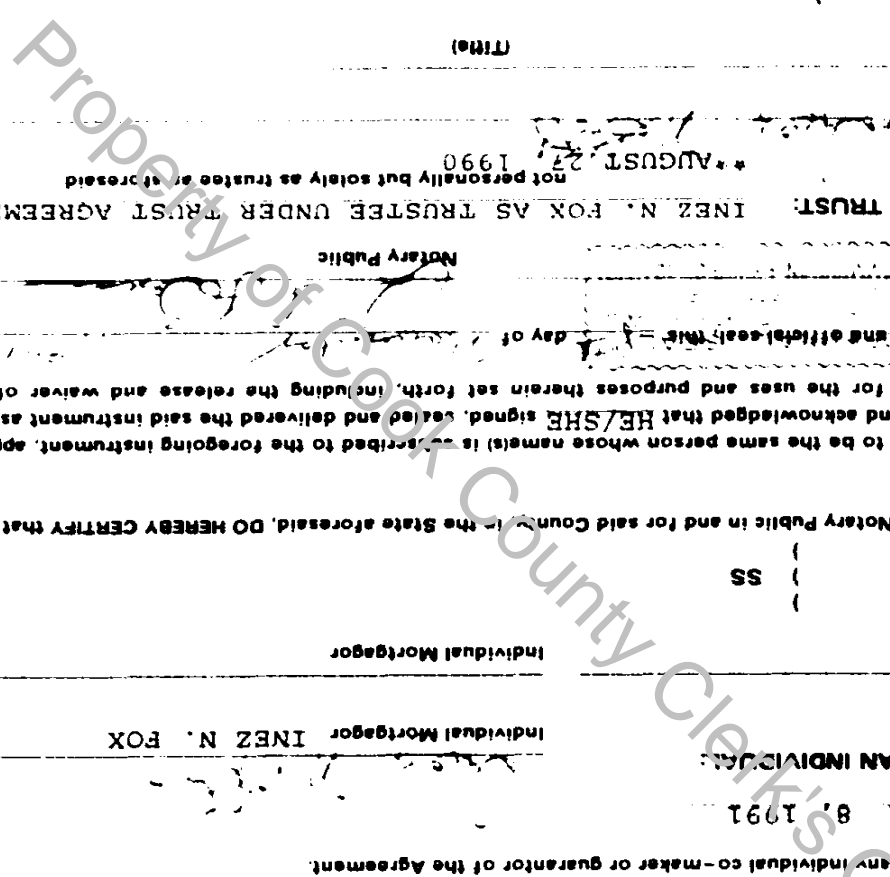 any individual co-maker or guarantor of the Agreement.
8, 1991
AN INDIVIDUAL:
Individual Mortgagor INEZ N. FOX
Individual Mortgagor
)
) SS
)
Notary Public in and for said County, in the State aforesaid, DO HEREBY CERTIFY that
to be the same person whose name(s) is subscribed to the foregoing instrument, app
nd acknowledged that HE/SHE signed, sealed and delivered the said instrument as
for the uses and purposes therein set forth, including the release and waiver of
and official seal, this day of
Notary Public
TRUST: INEZ N. FOX AS TRUSTEE UNDER TRUST AGREEM
not personally but solely as trustee as aforesaid
**AUGUST 27, 1990
(Title)
Property of Cook County Clerk's O